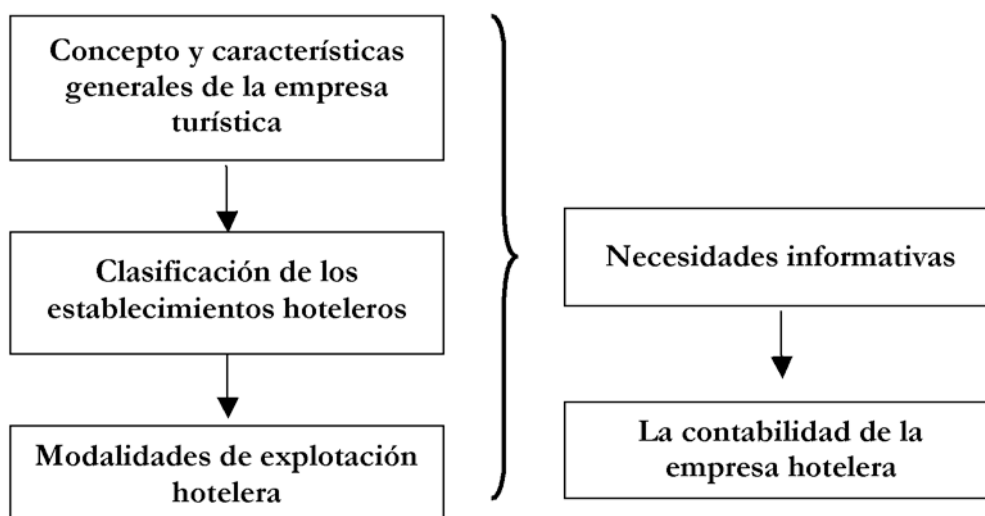 Concepto y características
generales de la empresa
turística
Clasificación de los
establecimientos hoteleros
Modalidades de explotación
hotelera
Necesidades informativas
La contabilidad de la
empresa hotelera